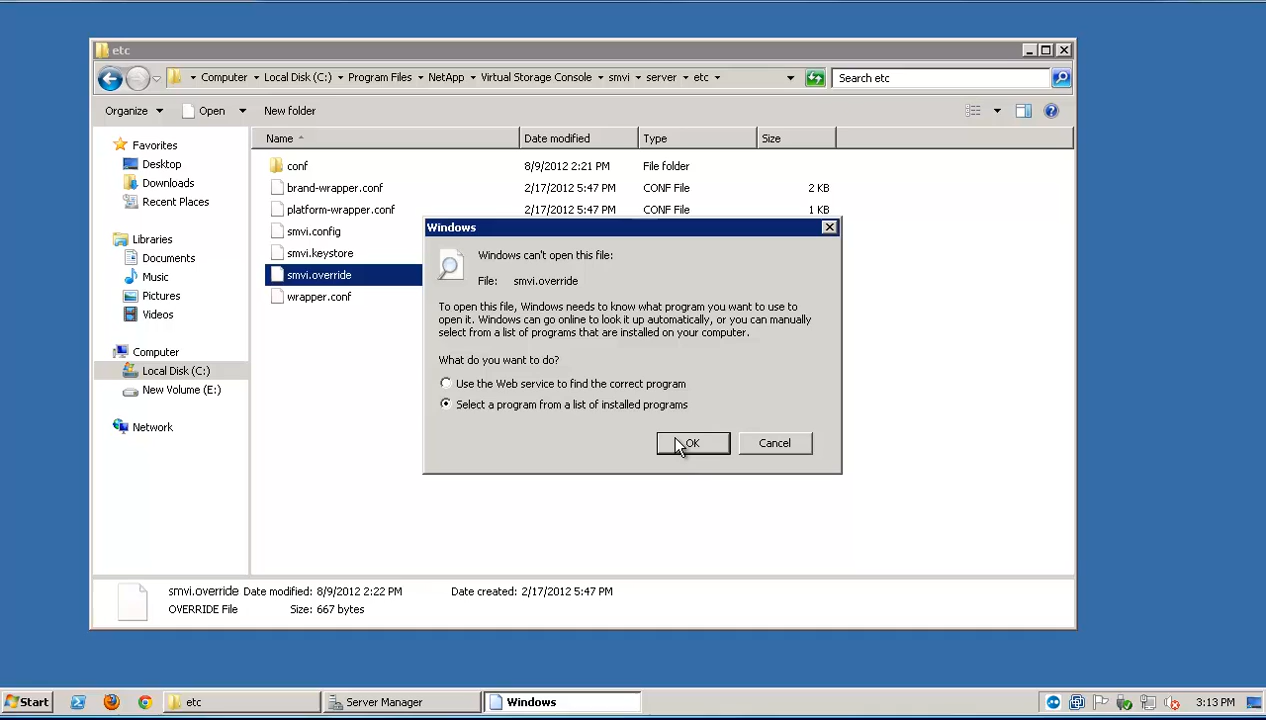 etc
Computer Local Disk (C:) Program Files NetApp Virtual Storage Console smvi server etc
Search etc
Organize Open New folder
Name Date modified Type Size
Favorites
Desktop
Downloads
Recent Places
Libraries
Documents
Music
Pictures
Videos
Computer
Local Disk (C:)
New Volume (E:)
Network
conf 8/9/2012 2:21 PM File folder
brand-wrapper.conf 2/17/2012 5:47 PM CONF File 2 KB
platform-wrapper.conf 2/17/2012 5:47 PM CONF File 1 KB
smvi.config
smvi.keystore
smvi.override
wrapper.conf
Windows
Windows can't open this file:
File: smvi.override
To open this file, Windows needs to know what program you want to use to
open it. Windows can go online to look it up automatically, or you can manually
select from a list of programs that are installed on your computer.
What do you want to do?
Use the Web service to find the correct program
Select a program from a list of installed programs
OK Cancel
smvi.override Date modified: 8/9/2012 2:22 PM Date created: 2/17/2012 5:47 PM
OVERRIDE File Size: 667 bytes
Start etc Server Manager Windows 3:13 PM